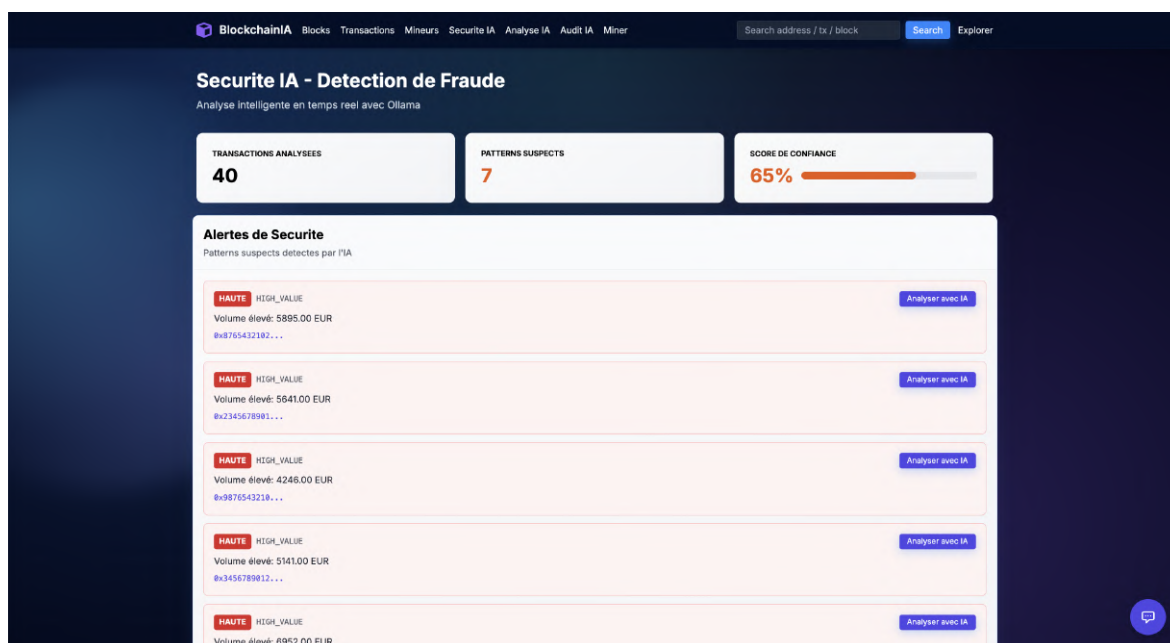 BlockchainIA Blocks Transactions Mineurs Securite IA Analyse IA Audit IA Miner Search address / tx / block Search Explorer
Securite IA - Detection de Fraude
Analyse intelligente en temps reel avec Ollama
TRANSACTIONS ANALYSEES PATTERNS SUSPECTS SCORE DE CONFIANCE
40 7 65%
Alertes de Securite
Patterns suspects detectes par l'IA
HAUTE HIGH_VALUE Analyser avec IA
Volume élevé: 5895.00 EUR
0x8765432102...
HAUTE HIGH_VALUE Analyser avec IA
Volume élevé: 5641.00 EUR
0x2345678901...
HAUTE HIGH_VALUE Analyser avec IA
Volume élevé: 4246.00 EUR
0x9876543210...
HAUTE HIGH_VALUE Analyser avec IA
Volume élevé: 5141.00 EUR
0x3456789012...
HAUTE HIGH_VALUE Analyser avec IA
Volume élevé: 6952.00 EUR